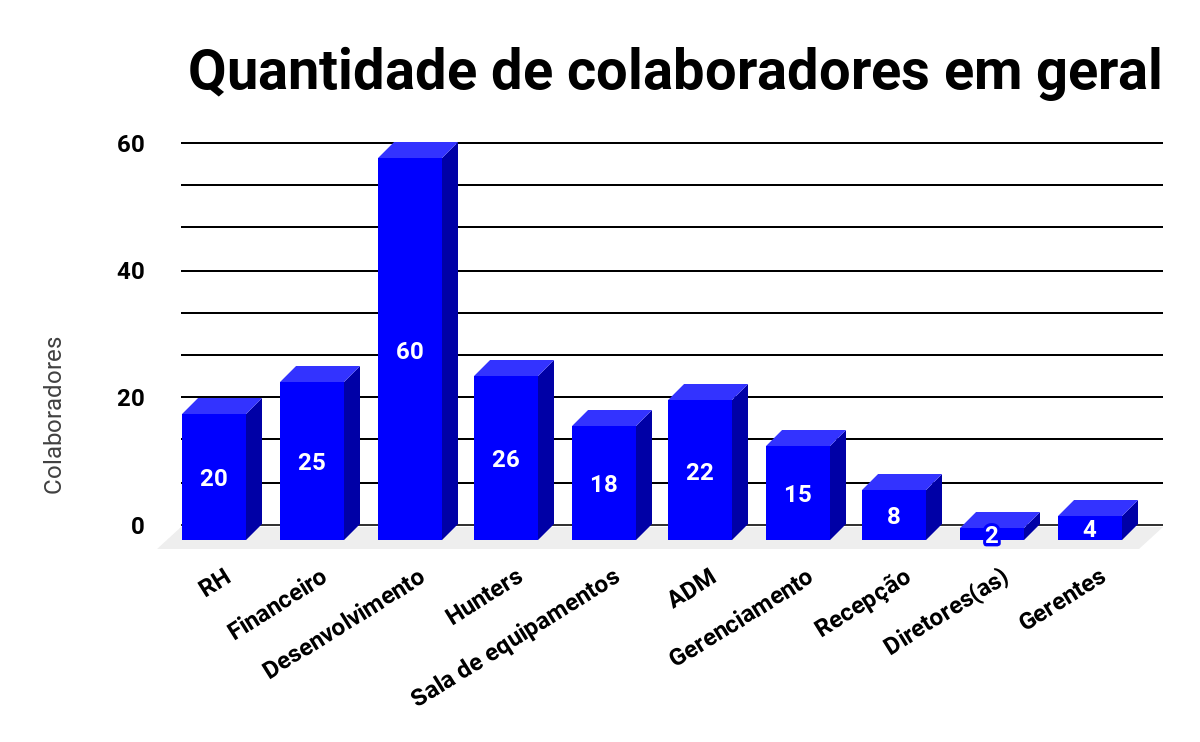 Quantidade de colaboradores em geral
Colaboradores
60
40
20
0
20
25
60
26
18
22
15
8
2
4
RH
Financeiro
Desenvolvimento
Hunters
Sala de equipamentos
ADM
Gerenciamento
Recepção
Diretores(as)
Gerentes